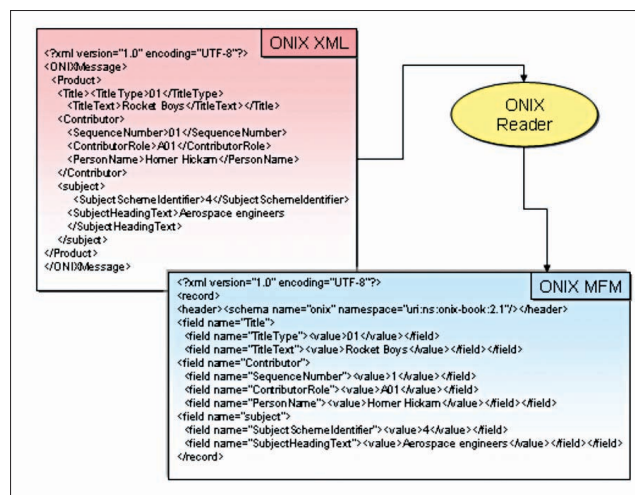 ONIX XML
<?xml version="1.0" encoding="UTF-8"?>
<ONIXMessage>
<Product>
<Title><TitleType>01</TitleType>
<TitleText>Rocket Boys</TitleText></Title>
<Contributor>
<SequenceNumber>01</SequenceNumber>
<ContributorRole>A01</ContributorRole>
<PersonName>Homer Hickam</PersonName>
</Contributor>
<subject>
<SubjectSchemeIdentifier>4</SubjectSchemeIdentifier>
<SubjectHeadingText>Aerospace engineers
</SubjectHeadingText>
</subject>
</Product>
</ONIXMessage>
ONIX
Reader
ONIX MFM
<?xml version="1.0" encoding="UTF-8"?>
<record>
<header><schema name="onix" namespace="uri:ns:onix-book:2.1"/></header>
<field name="Title">
<field name="TitleType"><value>01</value></field>
<field name="TitleText"><value>Rocket Boys</value></field></field>
<field name="Contributor">
<field name="SequenceNumber"><value>1</value></field>
<field name="ContributorRole"><value>A01</value></field>
<field name="PersonName"><value>Homer Hickam</value></field></field>
<field name="subject">
<field name="SubjectSchemeIdentifier"><value>4</value></field>
<field name="SubjectHeadingText"><value>Aerospace engineers</value></field></field>
</record>